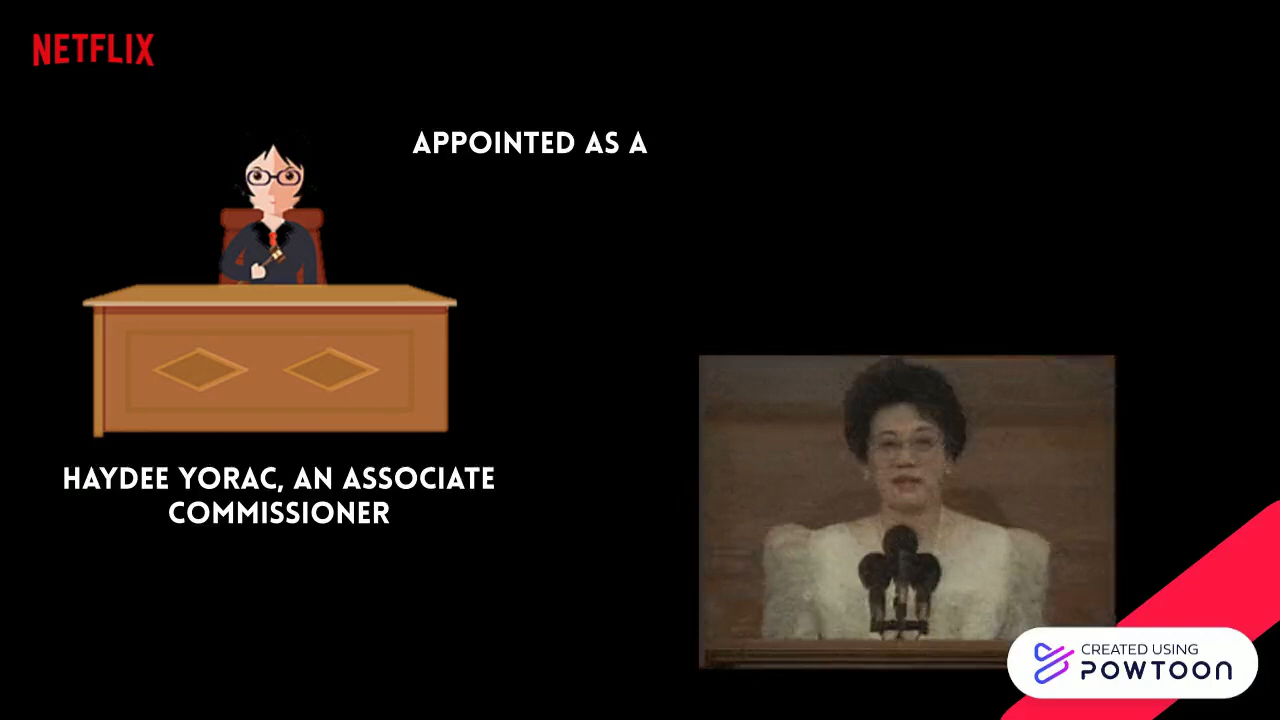 NETFLIX
APPOINTED AS A
HAYDEE YORAC, AN ASSOCIATE
COMMISSIONER
CREATED USING
POWTOON